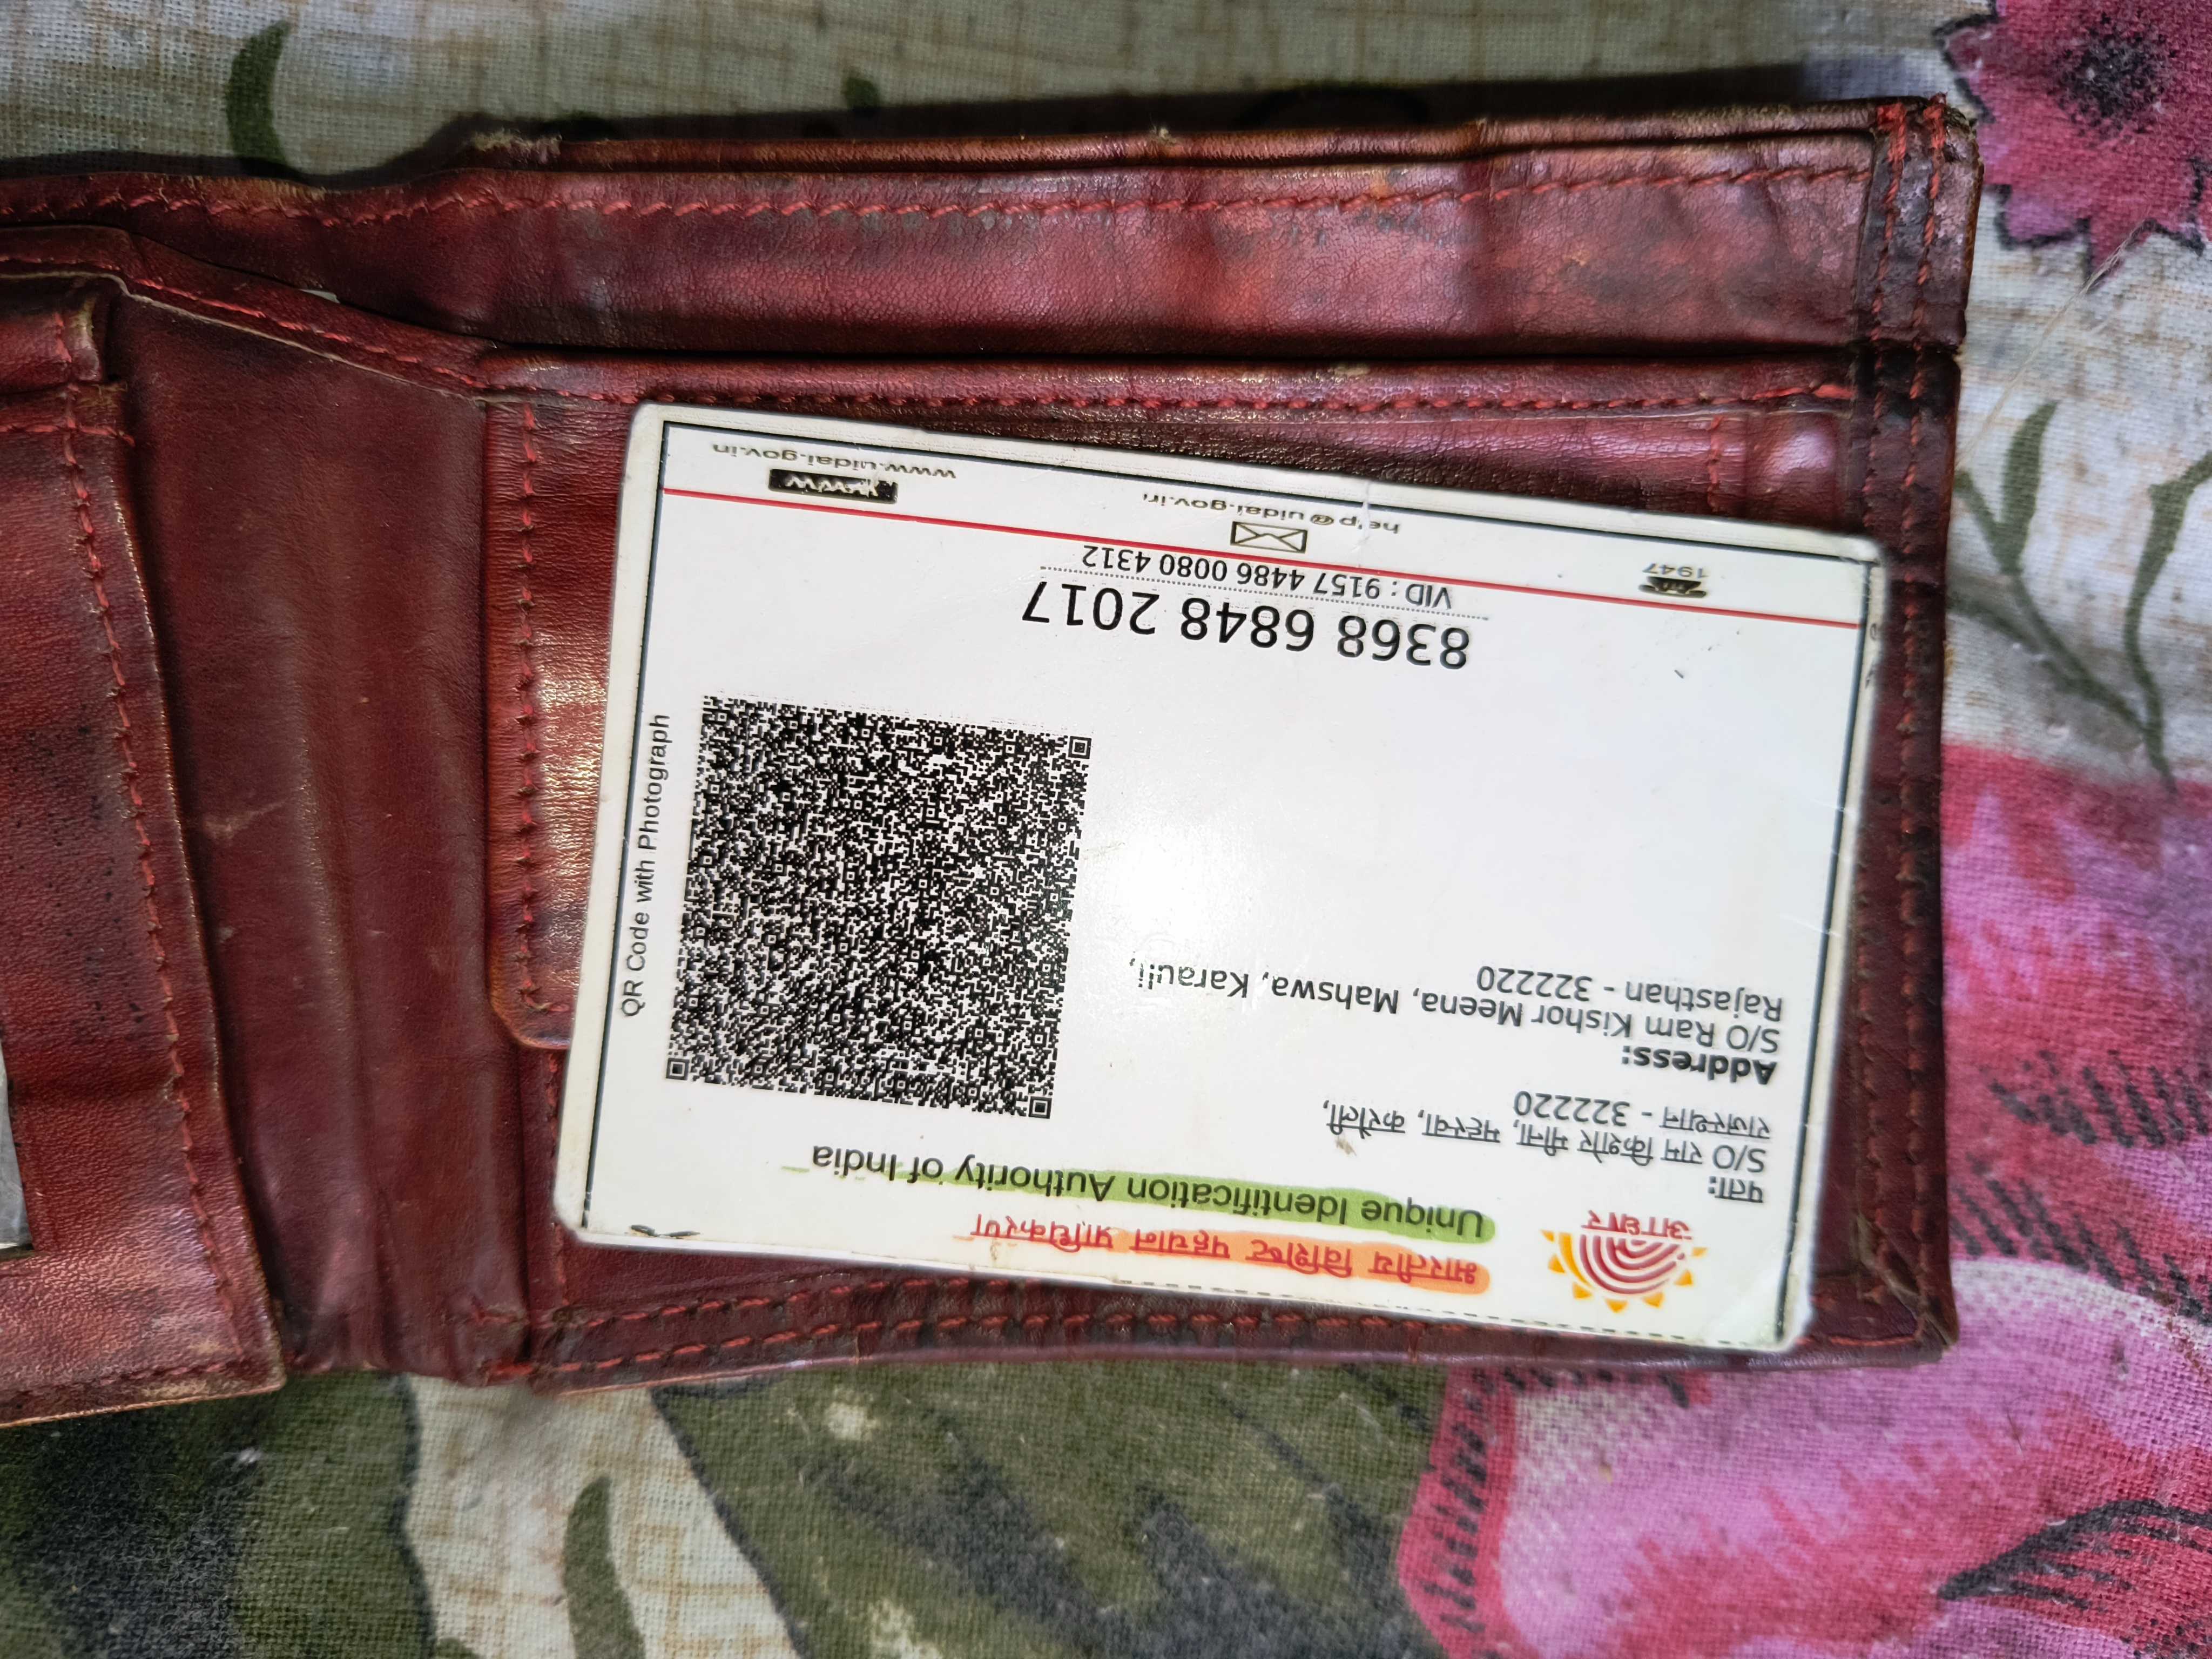 भारतीय विशिष्ट पहचान प्राधिकरण
Unique Identification Authority of India
आधार
पता:
S/O राम किशोर मीना, महस्वा, करौली,
राजस्थान - 322220
Address:
S/O Ram Kishor Meena, Mahswa, Karauli,
Rajasthan - 322220
QR Code with Photograph
8368 6848 2017
VID : 9157 4486 0080 4312
1947
help@uidai.gov.in
www
www.uidai.gov.in